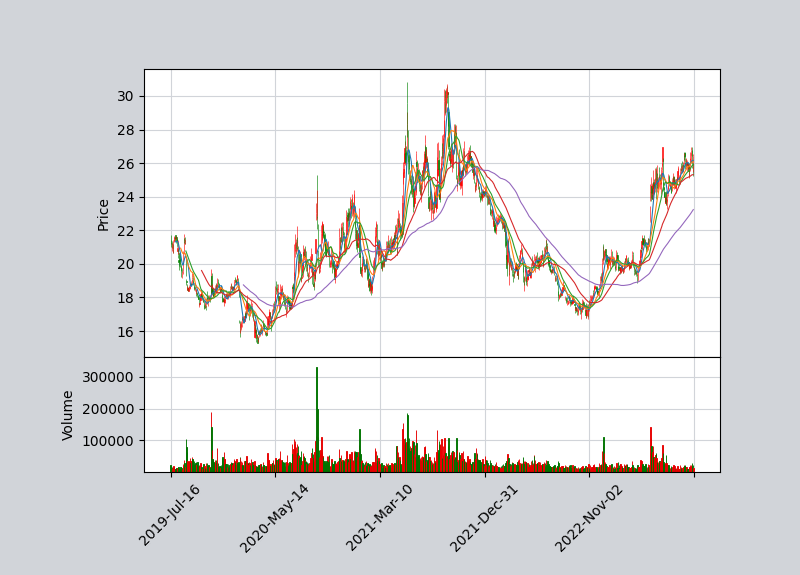 30
28
26
24
22
20
18
16
Price
300000
200000
100000
Volume
2019-Jul-16
2020-May-14
2021-Mar-10
2021-Dec-31
2022-Nov-02